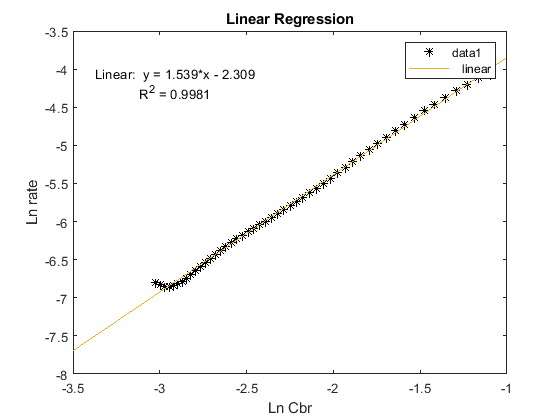 Linear Regression
-3.5
data1
linear
Linear: y = 1.539*x - 2.309
R² = 0.9981
-4
-4.5
-5
-5.5
-6
-6.5
-7
-7.5
-8
Ln rate
-3.5 -3 -2.5 -2 -1.5 -1
Ln Cbr